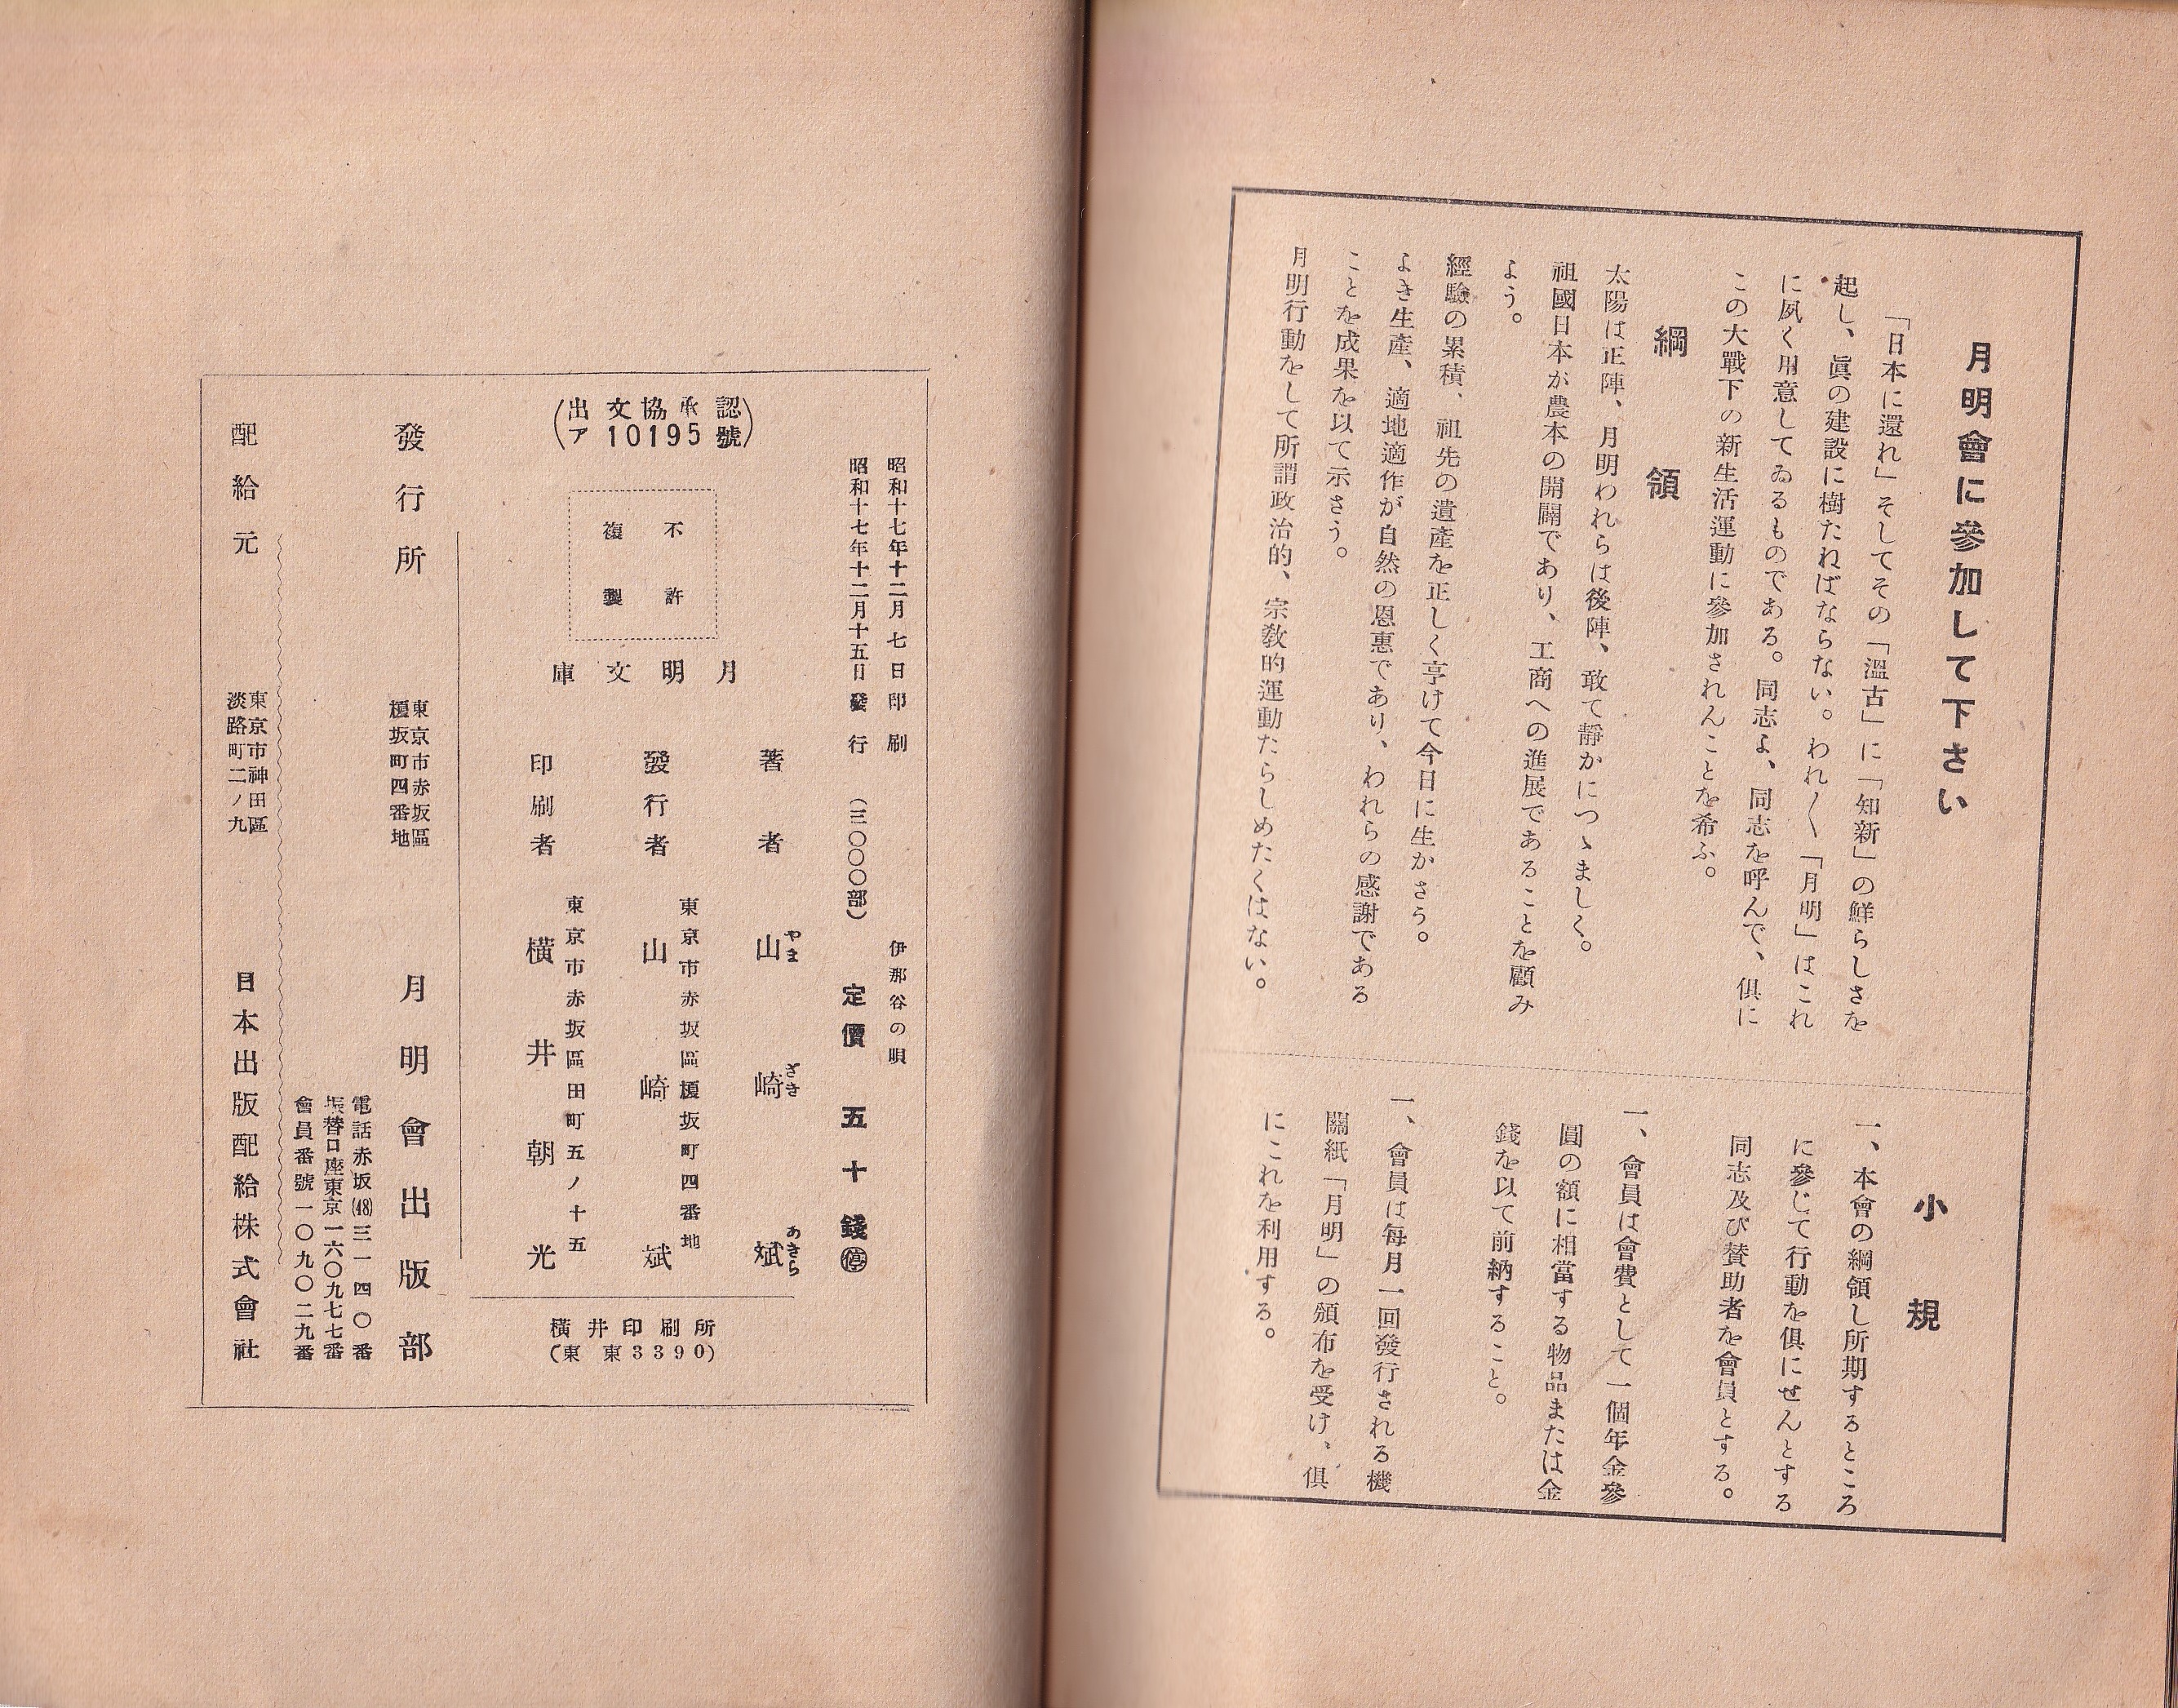 月明會に參加して下さい
「日本に還れ」そしてその「溫古」に「知新」の鮮らしさを
起し、眞の建設に樹たねばならない。われ〱「月明」はこれ
に夙く用意してゐるものである。同志よ、同志を呼んで、俱に
この大戰下の新生活運動に參加されんことを希ふ。
綱領
太陽は正陣、月明われらは後陣、敢て靜かにつゝましく。
祖國日本が農本の開闢であり、工商への進展であることを顧み
よう。
經驗の累積、祖先の遺產を正しく享けて今日に生かさう。
よき生產、適地適作が自然の恩惠であり、われらの感謝である
ことを成果を以て示さう。
月明行動をして所謂政治的、宗敎的運動たらしめたくはない。
小規
一、本會の綱領し所期するところ
に參じて行動を俱にせんとする
同志及び贊助者を會員とする。
一、會員は會費として一個年金參
圓の額に相當する物品または金
錢を以て前納すること。
一、會員は每月一回發行される機
關紙「月明」の頒布を受け、俱
にこれを利用する。
昭和十七年十二月七日印刷
伊那谷の唄
昭和十七年十二月十五日發行
(三〇〇〇部)
定價五十錢㊡
(出文協承認
ア10195號)
不許
複製
月明文庫
著者
山崎斌
やまざきあきら
發行者
東京市赤坂區榎坂町四番地
山崎斌
印刷者
東京市赤坂區田町五ノ十五
橫井朝光
橫井印刷所
(東東3390)
發行所
東京市赤坂區
榎坂町四番地
月明會出版部
電話赤坂(48)三一四〇番
振替口座東京一六〇九七七番
會員番號一〇九〇二九番
配給元
東京市神田區
淡路町二ノ九
日本出版配給株式會社